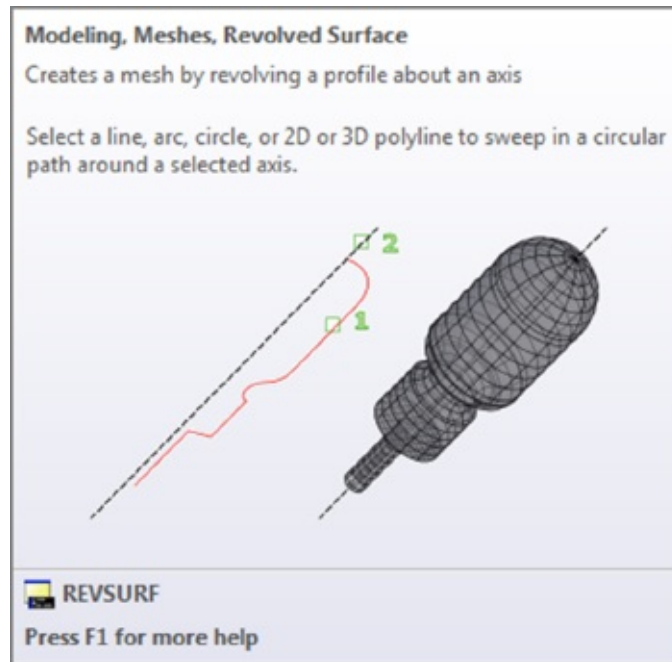 Modeling, Meshes, Revolved Surface
Creates a mesh by revolving a profile about an axis
Select a line, arc, circle, or 2D or 3D polyline to sweep in a circular
path around a selected axis.
2
1
REVSURF
Press F1 for more help